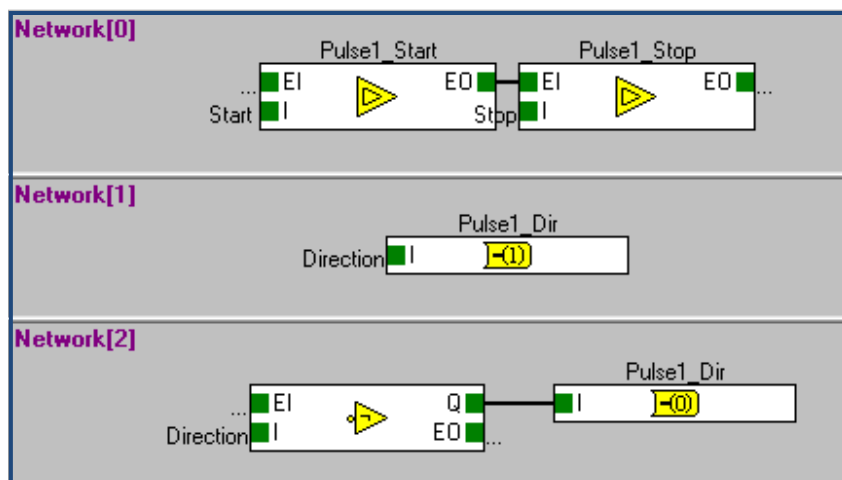 Network[0]
Pulse1_Start Pulse1_Stop
... EI EO EI EO ...
Start I Stop I
Network[1]
Pulse1_Dir
Direction I (1)
Network[2]
Pulse1_Dir
... EI Q I (0)
Direction I EO ...